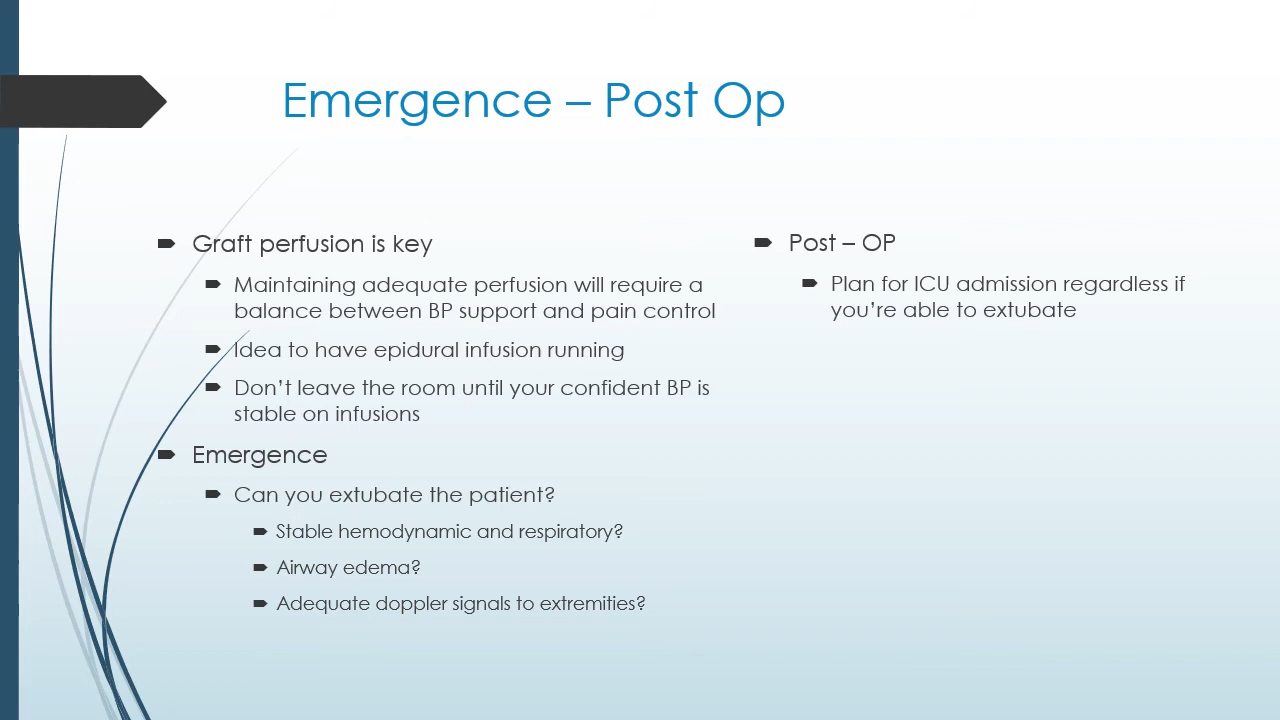 Emergence – Post Op
Graft perfusion is key
Maintaining adequate perfusion will require a
balance between BP support and pain control
Idea to have epidural infusion running
Don’t leave the room until your confident BP is
stable on infusions
Emergence
Can you extubate the patient?
Stable hemodynamic and respiratory?
Airway edema?
Adequate doppler signals to extremities?
Post – OP
Plan for ICU admission regardless if
you’re able to extubate